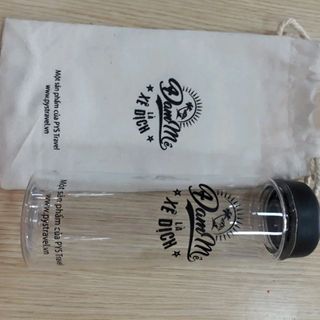 Đam Mê
LÀ
XÊ DỊCH
Một sản phẩm của PYS Travel
www.pystravel.vn
Đam Mê
LÀ
XÊ DỊCH
Một sản phẩm của PYS Travel
www.pystravel.vn